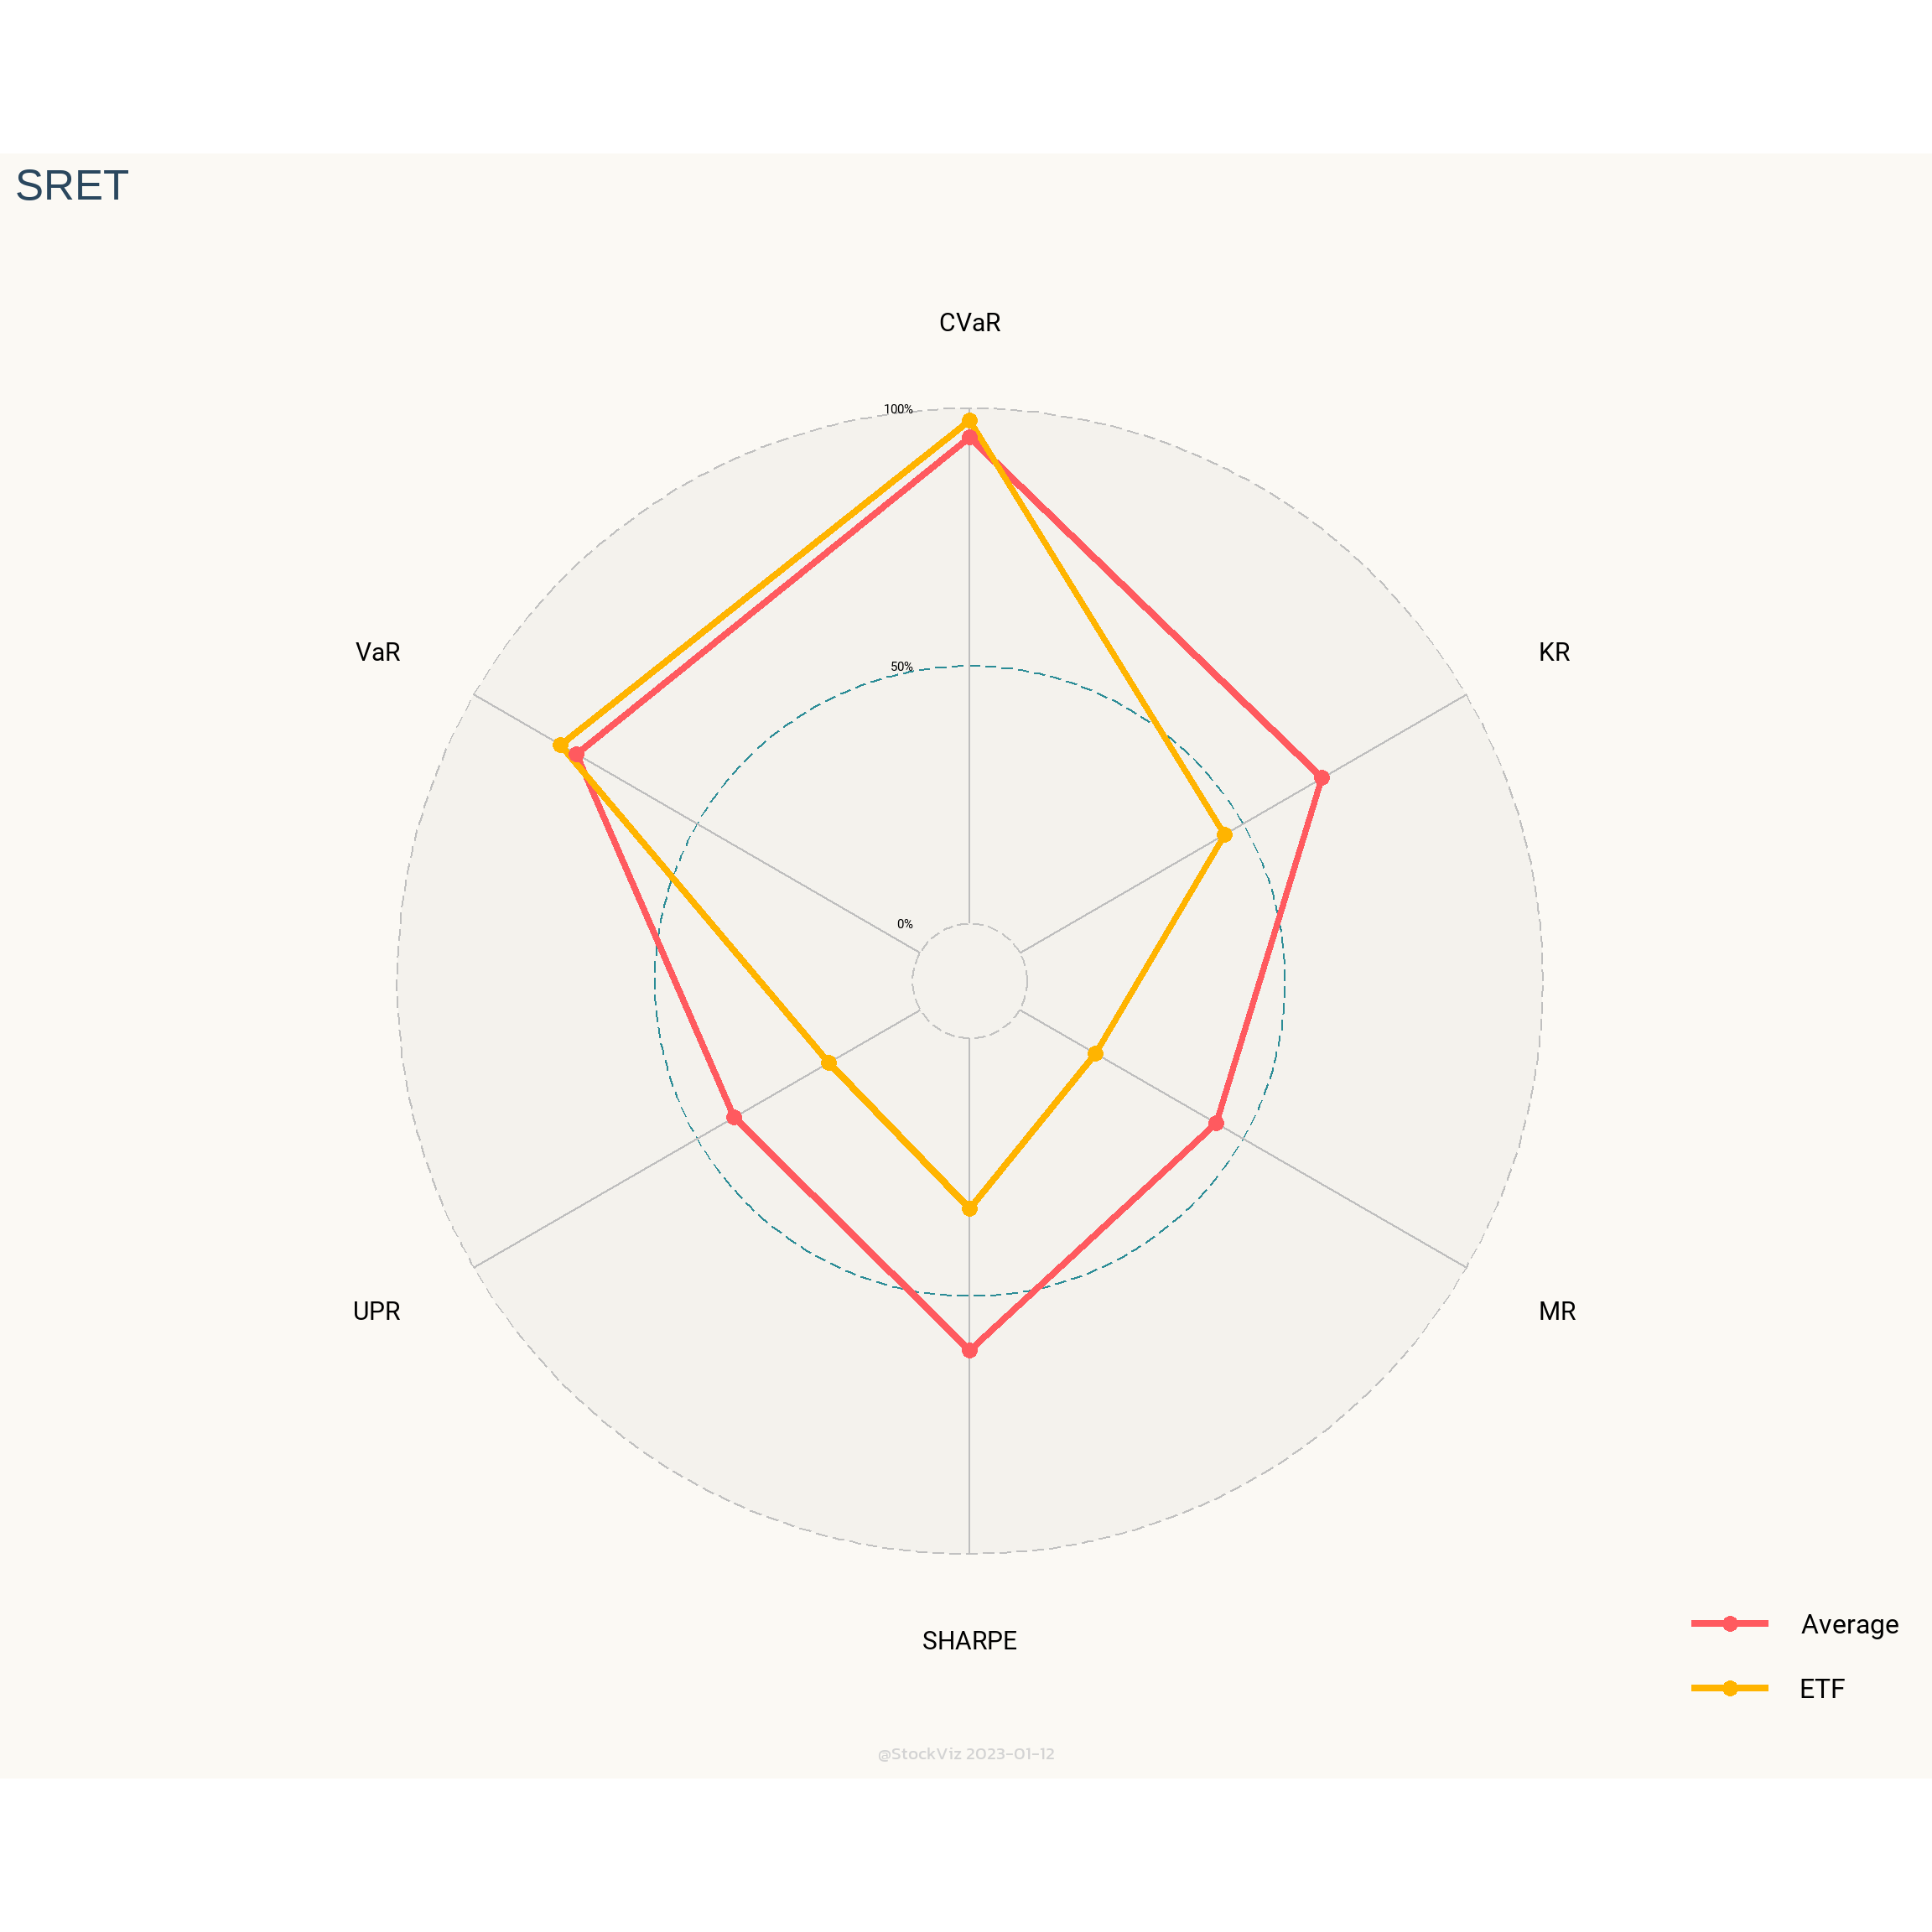 SRET
CVaR
100%
VaR
KR
50%
0%
UPR
MR
SHARPE
Average
ETF
@StockViz 2023-01-12